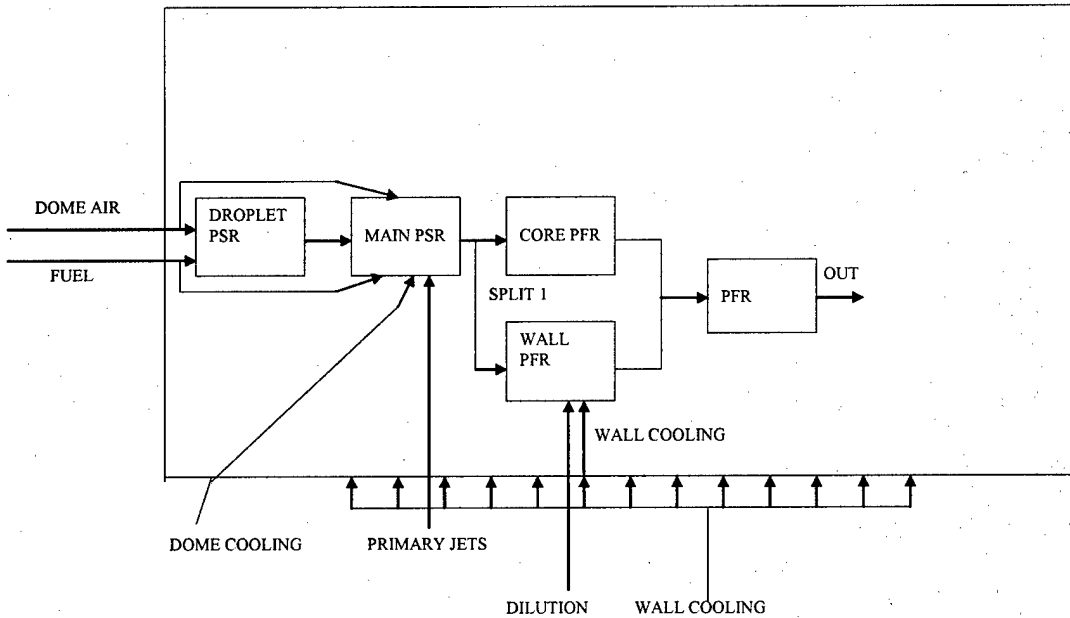 DOME AIR
FUEL
DROPLET
PSR
MAIN PSR
CORE PFR
SPLIT 1
WALL
PFR
PFR
OUT
WALL COOLING
DOME COOLING
PRIMARY JETS
DILUTION
WALL COOLING